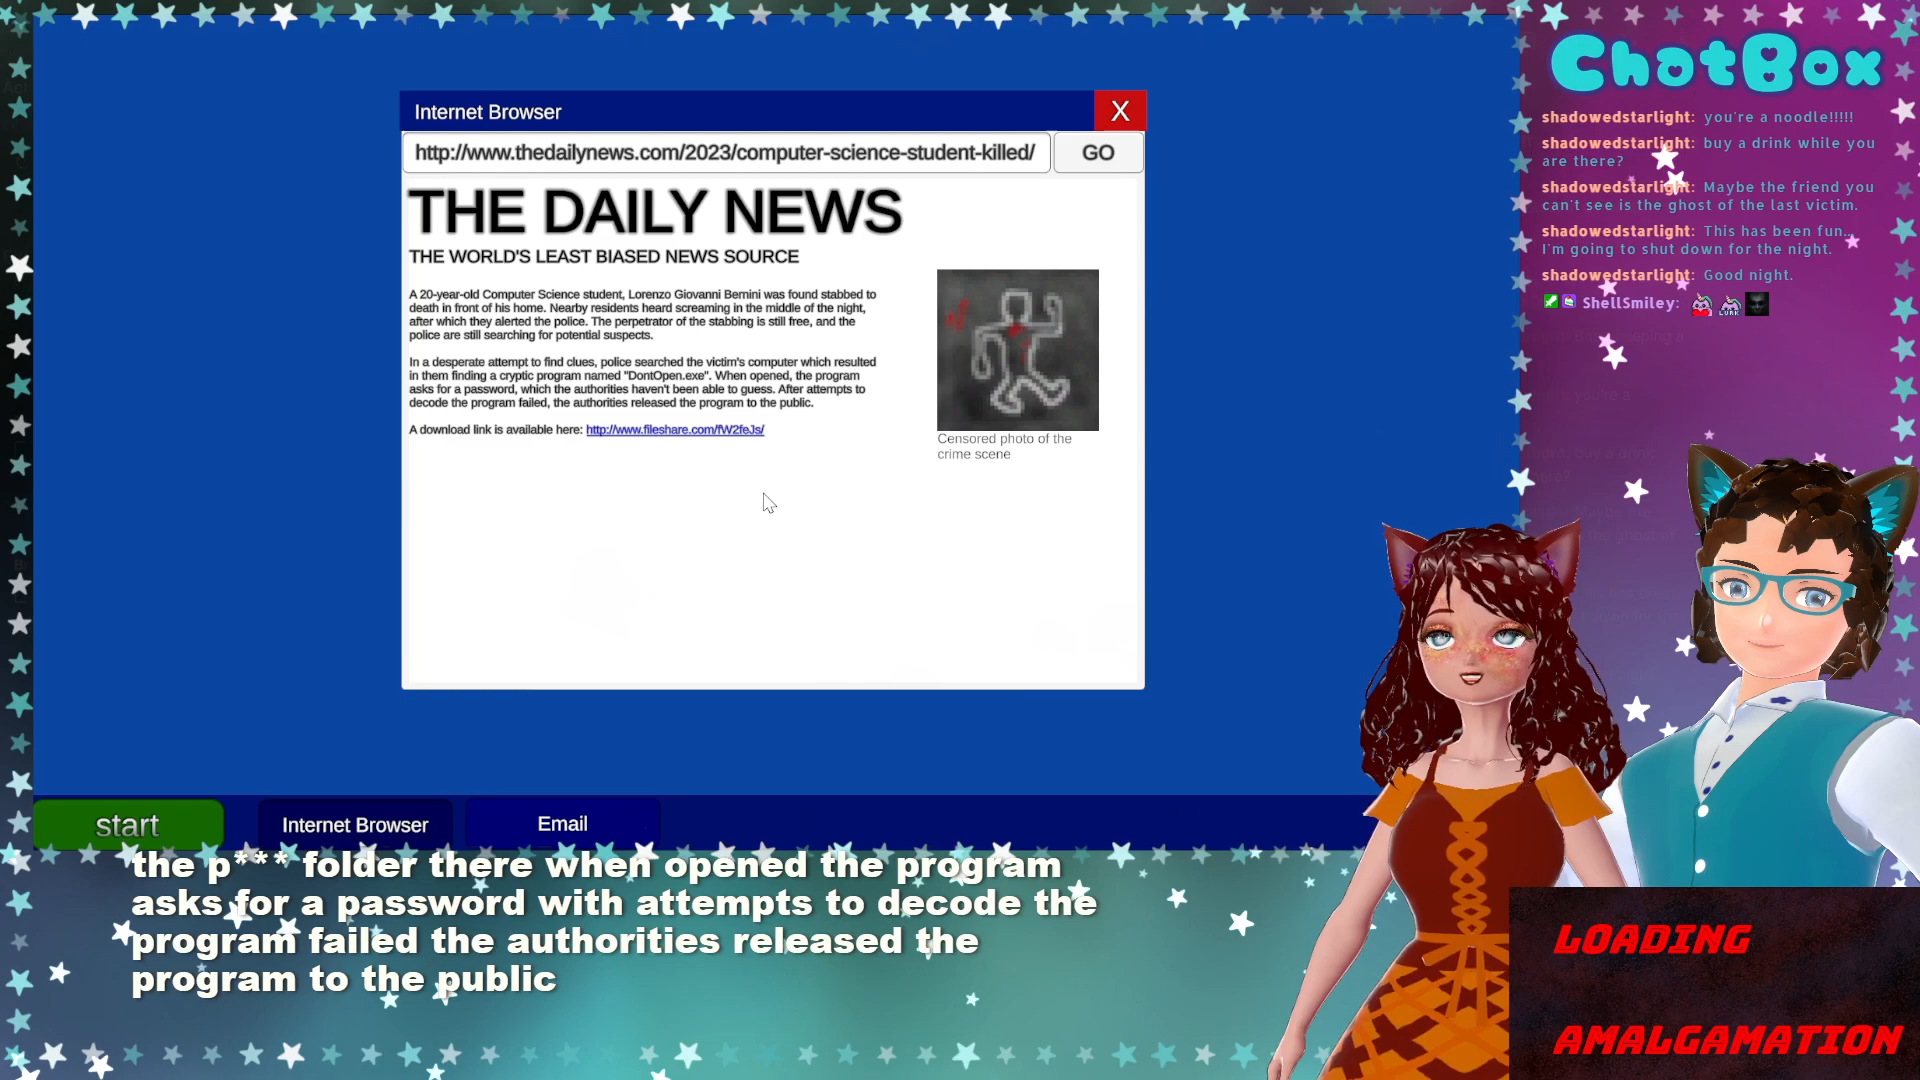 Internet Browser
X
http://www.thedailynews.com/2023/computer-science-student-killed/
GO
THE DAILY NEWS
THE WORLD'S LEAST BIASED NEWS SOURCE
A 20-year-old Computer Science student, Lorenzo Giovanni Bernini was found stabbed to
death in front of his home. Nearby residents heard screaming in the middle of the night,
after which they alerted the police. The perpetrator of the stabbing is still free, and the
police are still searching for potential suspects.
In a desperate attempt to find clues, police searched the victim's computer which resulted
in them finding a cryptic program named "DontOpen.exe". When opened, the program
asks for a password, which the authorities haven't been able to guess. After attempts to
decode the program failed, the authorities released the program to the public.
A download link is available here: http://www.fileshare.com/fW2feJs/
Censored photo of the
crime scene
start
Internet Browser
Email
the p*** folder there when opened the program
asks for a password with attempts to decode the
program failed the authorities released the
program to the public
ChatBox
shadowedstarlight: you're a noodle!!!!!
shadowedstarlight: buy a drink while you
are there?
shadowedstarlight: Maybe the friend you
can't see is the ghost of the last victim.
shadowedstarlight: This has been fun...
I'm going to shut down for the night.
shadowedstarlight: Good night.
ShellSmiley:
LURK
LOADING
AMALGAMATION